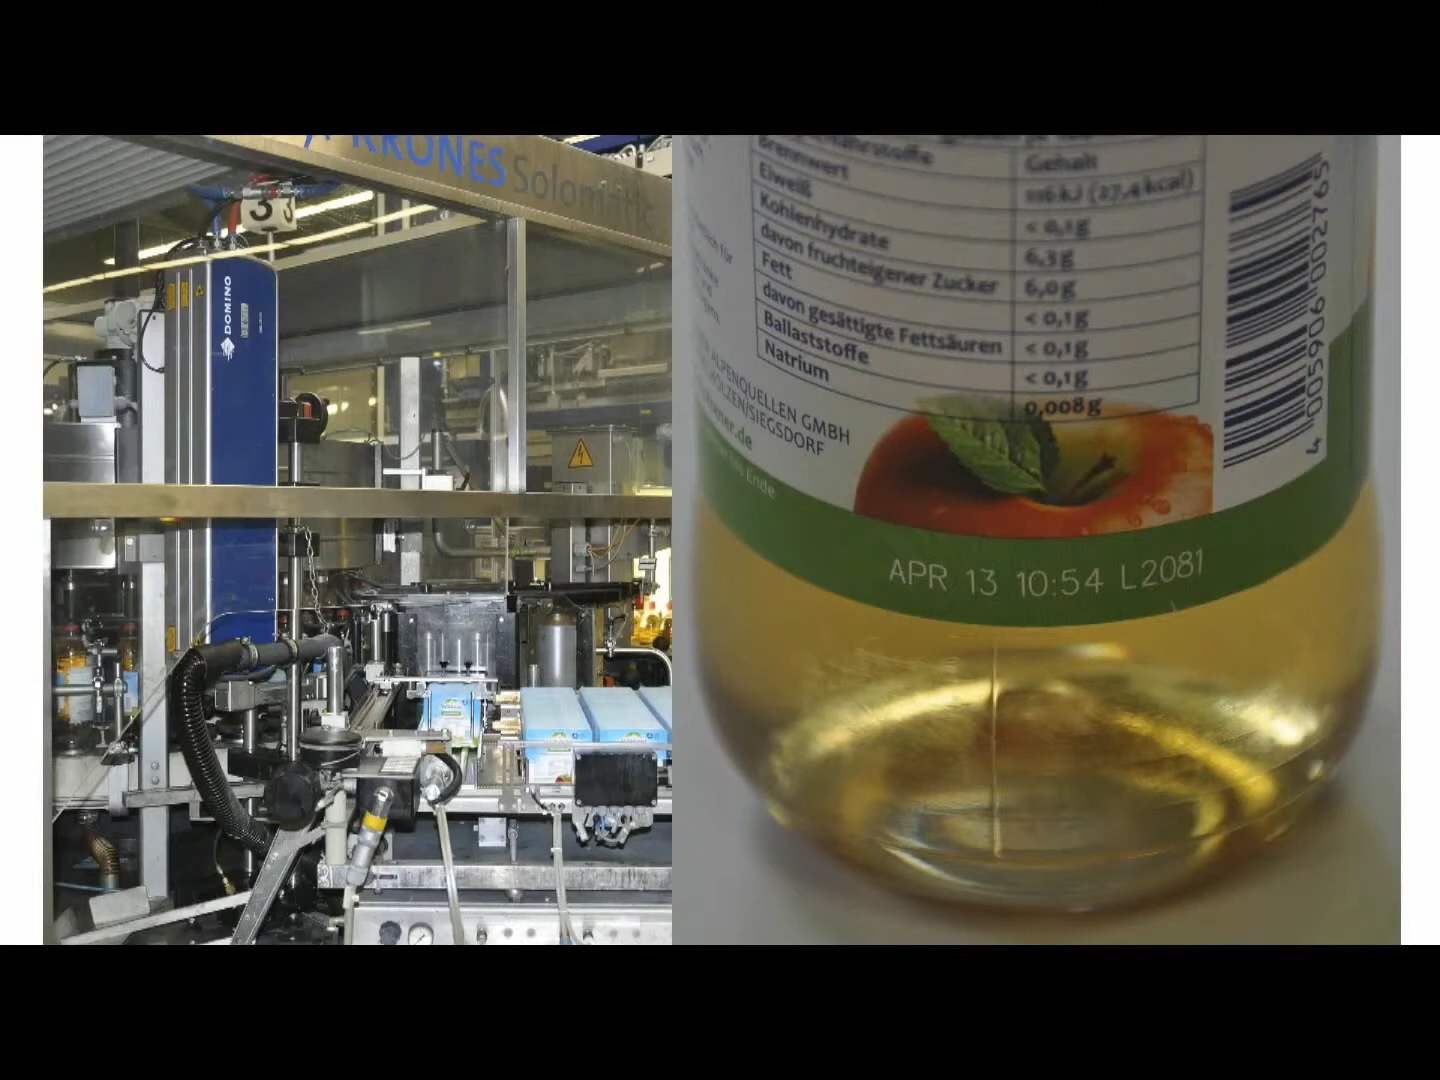 KRONES Solomatic
3 3
DOMINO
Brennwert
Gehalt
Eiweiß
116 kJ (27,4 kcal)
Kohlenhydrate
< 0,1g
davon fruchteigener Zucker
6,3g
Fett
6,0g
davon gesättigte Fettsäuren
< 0,1g
Ballaststoffe
< 0,1g
Natrium
< 0,1g
0,008g
ALPENQUELLEN GMBH
SIEGSDORF
Ende
4 005906 002765
APR 13 10:54 L2081